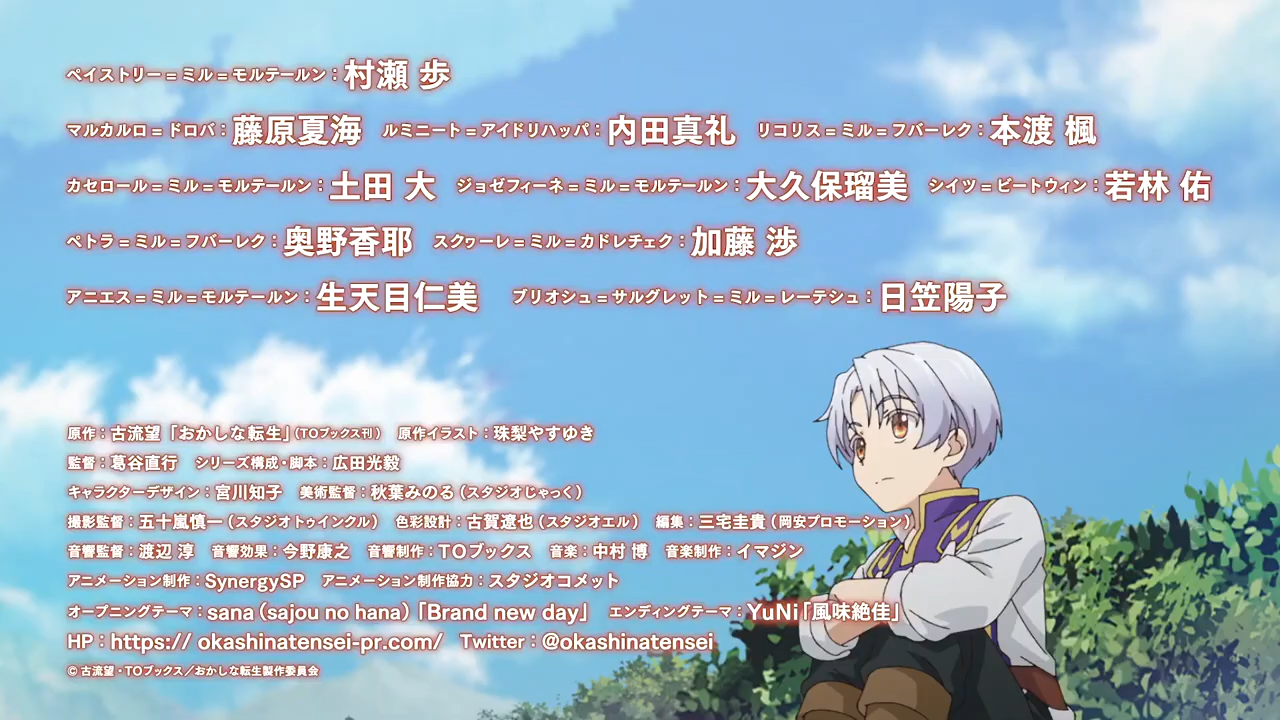 ペイストリー＝ミル＝モルテールン：村瀬 歩
マルカルロ＝ドロバ：藤原夏海　ルミニート＝アイドリハッパ：内田真礼　リコリス＝ミル＝フバーレク：本渡 楓
カセロール＝ミル＝モルテールン：土田 大　ジョゼフィーネ＝ミル＝モルテールン：大久保瑠美　シイツ＝ビートウィン：若林 佑
ペトラ＝ミル＝フバーレク：奥野香耶　スクヮーレ＝ミル＝カドレチェク：加藤 渉
アニエス＝ミル＝モルテールン：生天目仁美　ブリオシュ＝サルグレット＝ミル＝レーテシュ：日笠陽子
原作：古流望「おかしな転生」（TOブックス刊）　原作イラスト：珠梨やすゆき
監督：葛谷直行　シリーズ構成・脚本：広田光毅
キャラクターデザイン：宮川知子　美術監督：秋葉みのる（スタジオじゃっく）
撮影監督：五十嵐慎一（スタジオトゥインクル）　色彩設計：古賀遼也（スタジオエル）　編集：三宅圭貴（岡安プロモーション）
音響監督：渡辺 淳　音響効果：今野康之　音響制作：TOブックス　音楽：中村 博　音楽制作：イマジン
アニメーション制作：SynergySP　アニメーション制作協力：スタジオコメット
オープニングテーマ：sana（sajou no hana）「Brand new day」　エンディングテーマ：YuNi「風味絶佳」
HP：https:// okashinatensei-pr.com/　Twitter：@okashinatensei
©古流望・TOブックス／おかしな転生製作委員会